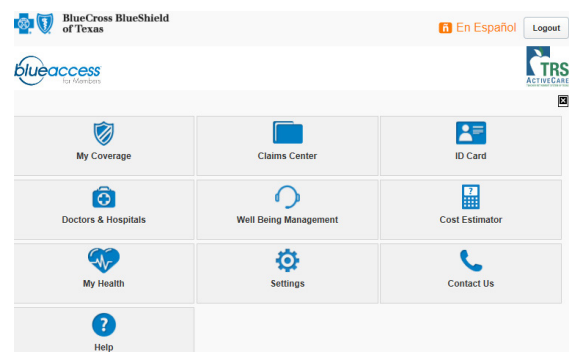 BlueCross BlueShield
of Texas
ñ En Español
Logout
blueaccess
for Members
TRS
ACTIVECARE
My Coverage
Claims Center
ID Card
Doctors & Hospitals
Well Being Management
?
Cost Estimator
My Health
Settings
Contact Us
?
Help